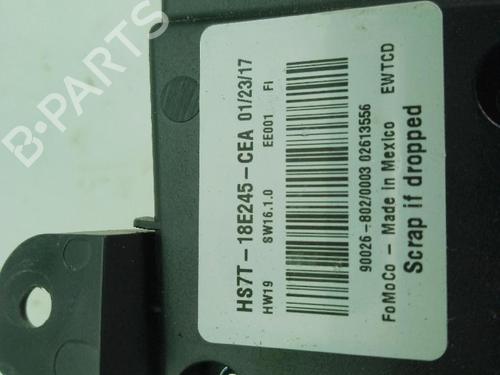 B-PARTS
HS7T-18E245-CEA 01/23/17
HW19 SW16.1.0 EE001 FI
90026-802/0003 02613556
FoMoCo - Made in Mexico EWTCD
Scrap if dropped